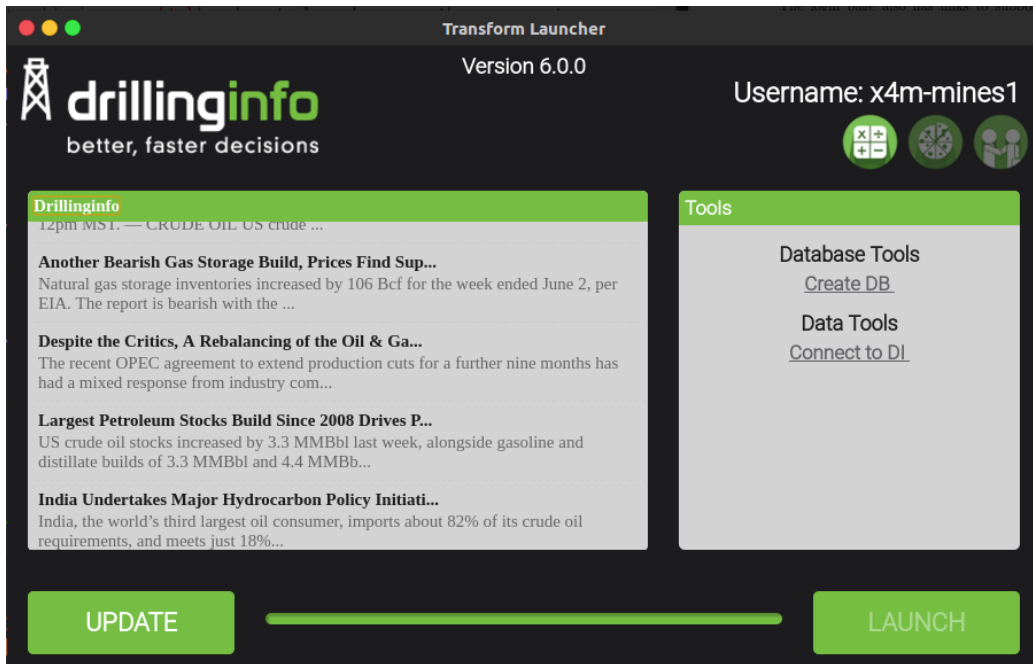 Transform Launcher
drillinginfo
better, faster decisions
Version 6.0.0
Username: x4m-mines1
Drillinginfo
12pm MST. — CRUDE OIL US crude ...
Another Bearish Gas Storage Build, Prices Find Sup...
Natural gas storage inventories increased by 106 Bcf for the week ended June 2, per
EIA. The report is bearish with the ...
Despite the Critics, A Rebalancing of the Oil & Ga...
The recent OPEC agreement to extend production cuts for a further nine months has
had a mixed response from industry com...
Largest Petroleum Stocks Build Since 2008 Drives P...
US crude oil stocks increased by 3.3 MMBbl last week, alongside gasoline and
distillate builds of 3.3 MMBbl and 4.4 MMBb...
India Undertakes Major Hydrocarbon Policy Initiati...
India, the world’s third largest oil consumer, imports about 82% of its crude oil
requirements, and meets just 18%...
Tools
Database Tools
Create DB
Data Tools
Connect to DI
UPDATE
LAUNCH